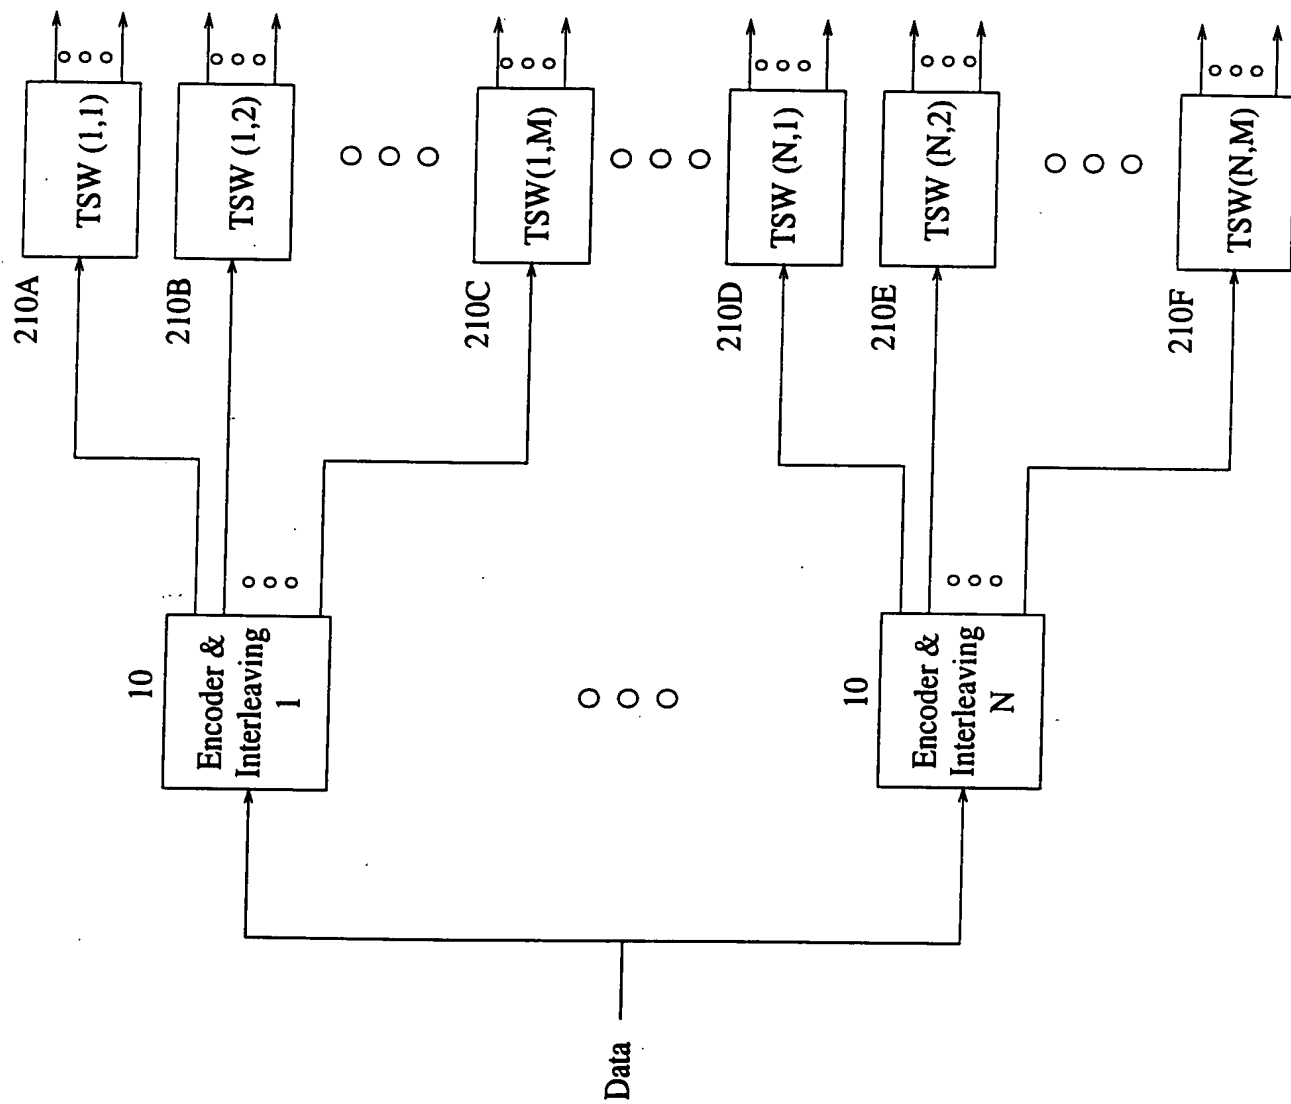 Data
10
Encoder &
Interleaving
1
10
Encoder &
Interleaving
N
210A
TSW (1,1)
210B
TSW (1,2)
210C
TSW(1,M)
210D
TSW (N,1)
210E
TSW (N,2)
210F
TSW(N,M)